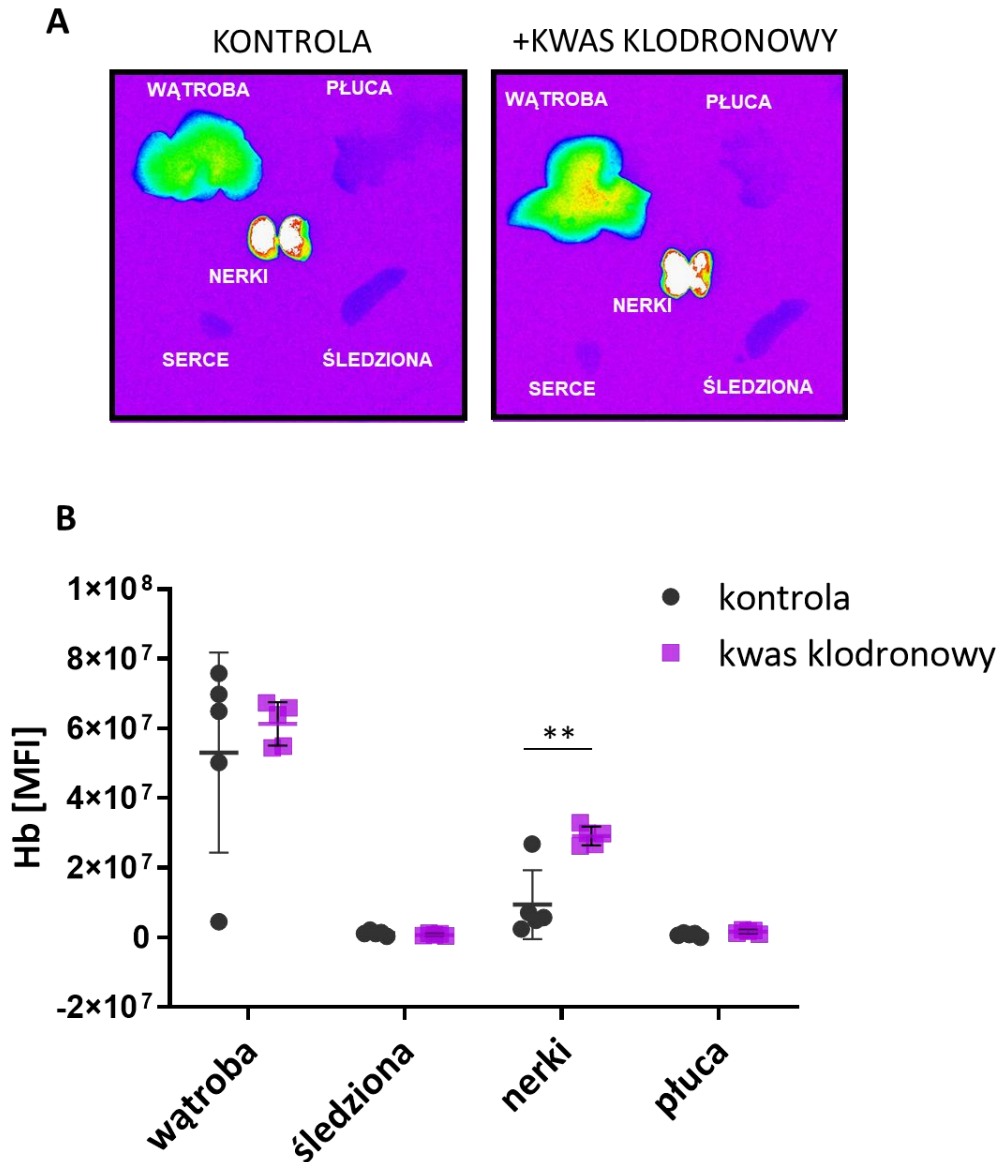 A
KONTROLA
+KWAS KLODRONOWY
WĄTROBA
PŁUCA
NERKI
SERCE
ŚLEDZIONA
WĄTROBA
PŁUCA
NERKI
SERCE
ŚLEDZIONA
B
1×10⁸
8×10⁷
6×10⁷
4×10⁷
2×10⁷
0
-2×10⁷
Hb [MFI]
kontrola
kwas klodronowy
**
wątroba
śledziona
nerki
płuca